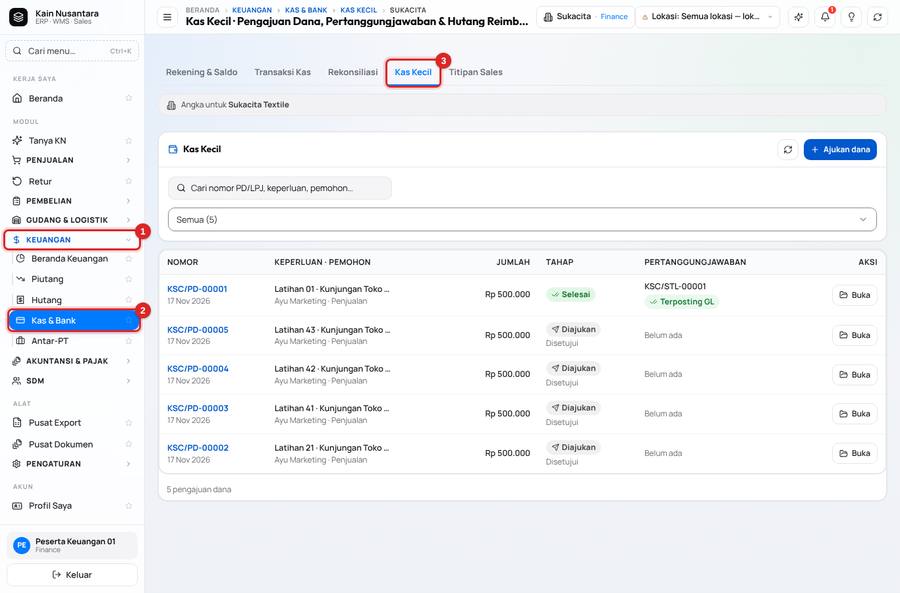 Kain Nusantara
ERP · WMS · Sales
Cari menu... Ctrl+K
KERJA SAYA
Beranda
MODUL
Tanya KN
PENJUALAN
Retur
PEMBELIAN
GUDANG & LOGISTIK
KEUANGAN
1
Beranda Keuangan
Piutang
Hutang
2
Kas & Bank
Antar-PT
AKUNTANSI & PAJAK
SDM
ALAT
Pusat Export
Pusat Dokumen
PENGATURAN
AKUN
Profil Saya
PE
Peserta Keuangan 01
Finance
Keluar
BERANDA › KEUANGAN › KAS & BANK › KAS KECIL › SUKACITA
Kas Kecil · Pengajuan Dana, Pertanggungjawaban & Hutang Reimb...
Sukacita · Finance
Lokasi: Semua lokasi — lok...
1
3
Rekening & Saldo Transaksi Kas Rekonsiliasi Kas Kecil Titipan Sales
Angka untuk Sukacita Textile
Kas Kecil
+ Ajukan dana
Cari nomor PD/LPJ, keperluan, pemohon...
Semua (5)
NOMOR KEPERLUAN · PEMOHON JUMLAH TAHAP PERTANGGUNGJAWABAN AKSI
KSC/PD-00001 Latihan 01 · Kunjungan Toko ... Rp 500.000 Selesai KSC/STL-00001 Buka
17 Nov 2026 Ayu Marketing · Penjualan Terposting GL
KSC/PD-00005 Latihan 43 · Kunjungan Toko ... Rp 500.000 Diajukan Belum ada Buka
17 Nov 2026 Ayu Marketing · Penjualan Disetujui
KSC/PD-00004 Latihan 42 · Kunjungan Toko ... Rp 500.000 Diajukan Belum ada Buka
17 Nov 2026 Ayu Marketing · Penjualan Disetujui
KSC/PD-00003 Latihan 41 · Kunjungan Toko ... Rp 500.000 Diajukan Belum ada Buka
17 Nov 2026 Ayu Marketing · Penjualan Disetujui
KSC/PD-00002 Latihan 21 · Kunjungan Toko ... Rp 500.000 Diajukan Belum ada Buka
17 Nov 2026 Ayu Marketing · Penjualan Disetujui
5 pengajuan dana